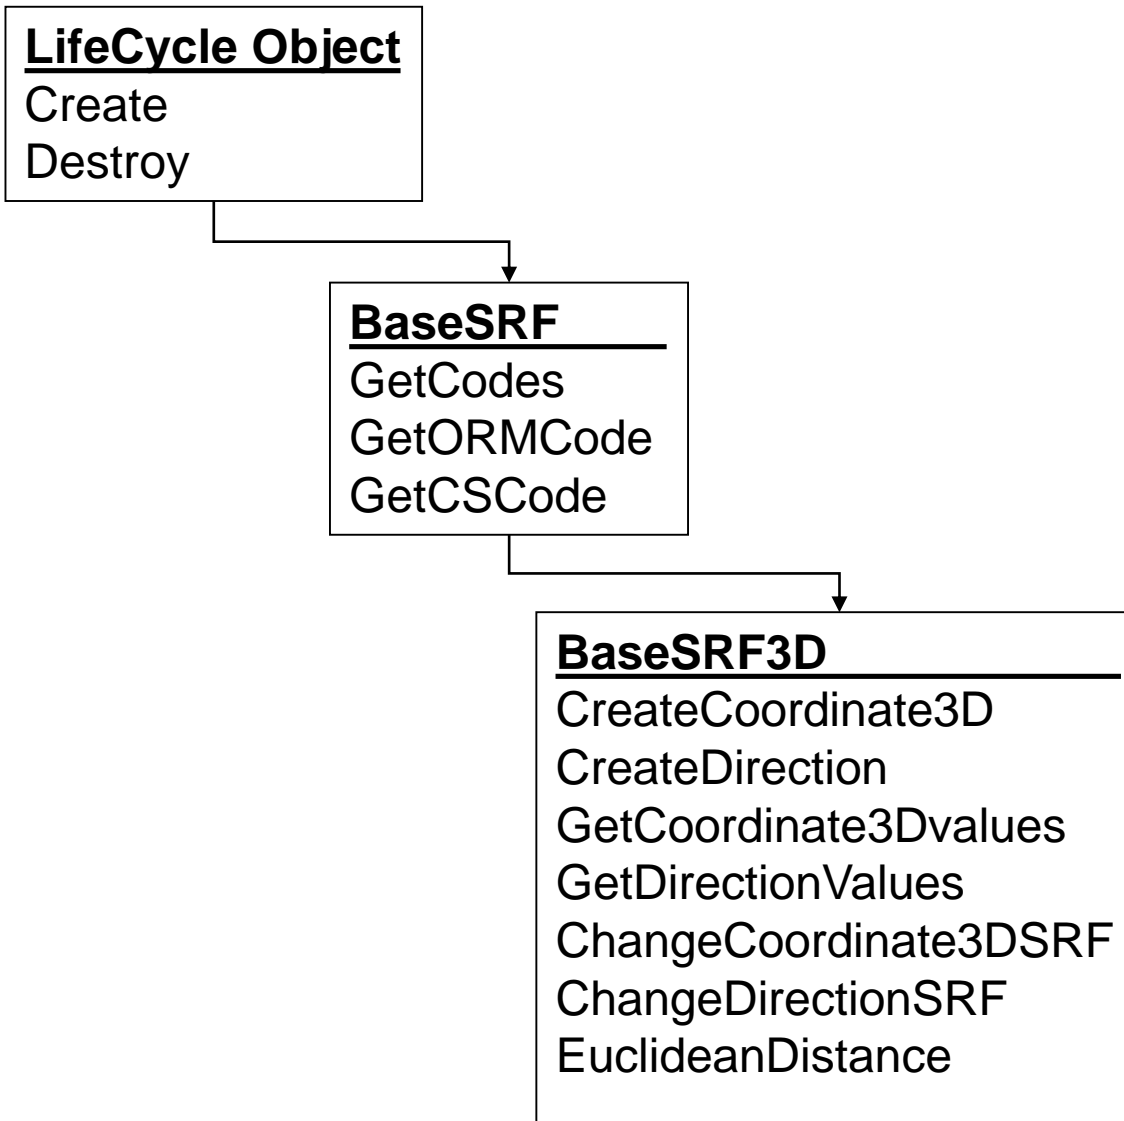 LifeCycle Object
Create
Destroy
BaseSRF
GetCodes
GetORMCode
GetCSCode
BaseSRF3D
CreateCoordinate3D
CreateDirection
GetCoordinate3Dvalues
GetDirectionValues
ChangeCoordinate3DSRF
ChangeDirectionSRF
EuclideanDistance